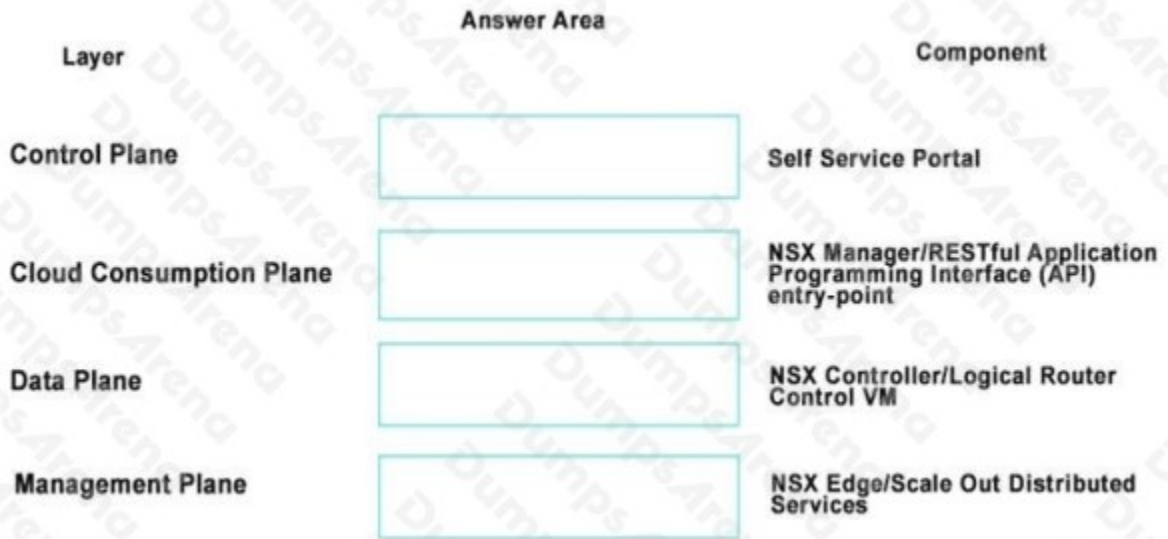 Answer Area
Layer
Component
Control Plane
Self Service Portal
Cloud Consumption Plane
NSX Manager/RESTful Application
Programming Interface (API)
entry-point
Data Plane
NSX Controller/Logical Router
Control VM
Management Plane
NSX Edge/Scale Out Distributed
Services
DumpsArena